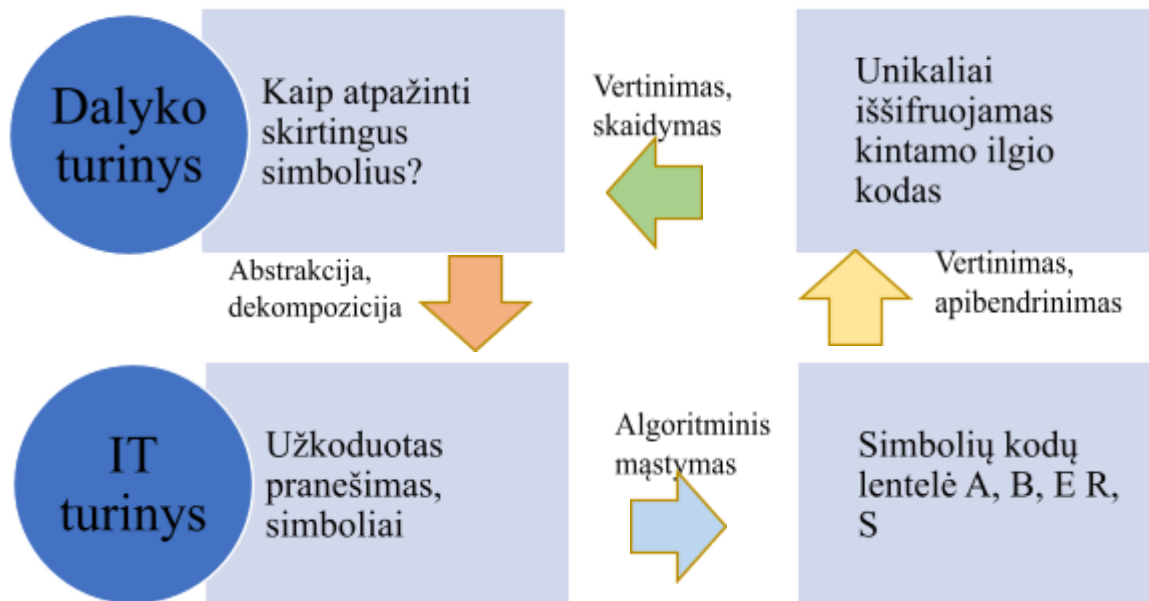 Dalyko
turinys
Kaip atpažinti
skirtingus
simbolius?
Vertinimas,
skaidymas
Unikaliai
iššifruojamas
kintamo ilgio
kodas
Abstrakcija,
dekompozicija
Vertinimas,
apibendrinimas
IT
turinys
Užkoduotas
pranešimas,
simboliai
Algoritminis
mąstymas
Simbolių kodų
lentelė A, B, E R,
S